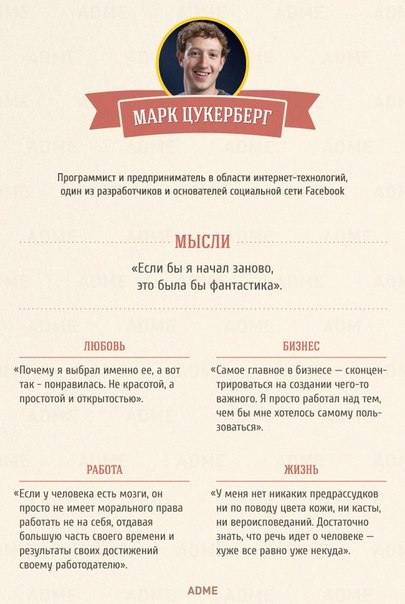 МАРК ЦУКЕРБЕРГ
Программист и предприниматель в области интернет-технологий,
один из разработчиков и основателей социальной сети Facebook
МЫСЛИ
«Если бы я начал заново,
это была бы фантастика».
ЛЮБОВЬ
«Почему я выбрал именно ее, а вот
так - понравилась. Не красотой, а
простотой и открытостью».
БИЗНЕС
«Самое главное в бизнесе — сконцен-
трироваться на создании чего-то
важного. Я просто работал над тем,
чем бы мне хотелось самому поль-
зоваться».
РАБОТА
«Если у человека есть мозги, он
просто не имеет морального права
работать не на себя, отдавая
большую часть своего времени и
результаты своих достижений
своему работодателю».
ЖИЗНЬ
«У меня нет никаких предрассудков
ни по поводу цвета кожи, ни касты,
ни вероисповеданий. Достаточно
знать, что речь идет о человеке —
хуже все равно уже некуда».
ADME